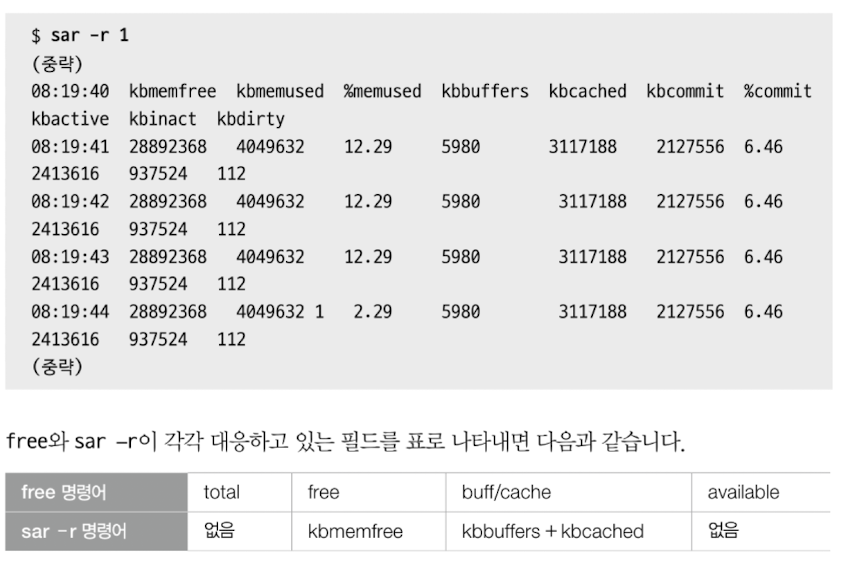 $ sar -r 1
(중략)
08:19:40 kbmemfree kbmemused %memused kbbuffers kbcached kbcommit %commit
kbactive kbinact kbdirty
08:19:41 28892368 4049632 12.29 5980 3117188 2127556 6.46
2413616 937524 112
08:19:42 28892368 4049632 12.29 5980 3117188 2127556 6.46
2413616 937524 112
08:19:43 28892368 4049632 12.29 5980 3117188 2127556 6.46
2413616 937524 112
08:19:44 28892368 4049632 1 2.29 5980 3117188 2127556 6.46
2413616 937524 112
(중략)
free와 sar –r이 각각 대응하고 있는 필드를 표로 나타내면 다음과 같습니다.
free 명령어 total free buff/cache available
sar –r 명령어 없음 kbmemfree kbbuffers + kbcached 없음